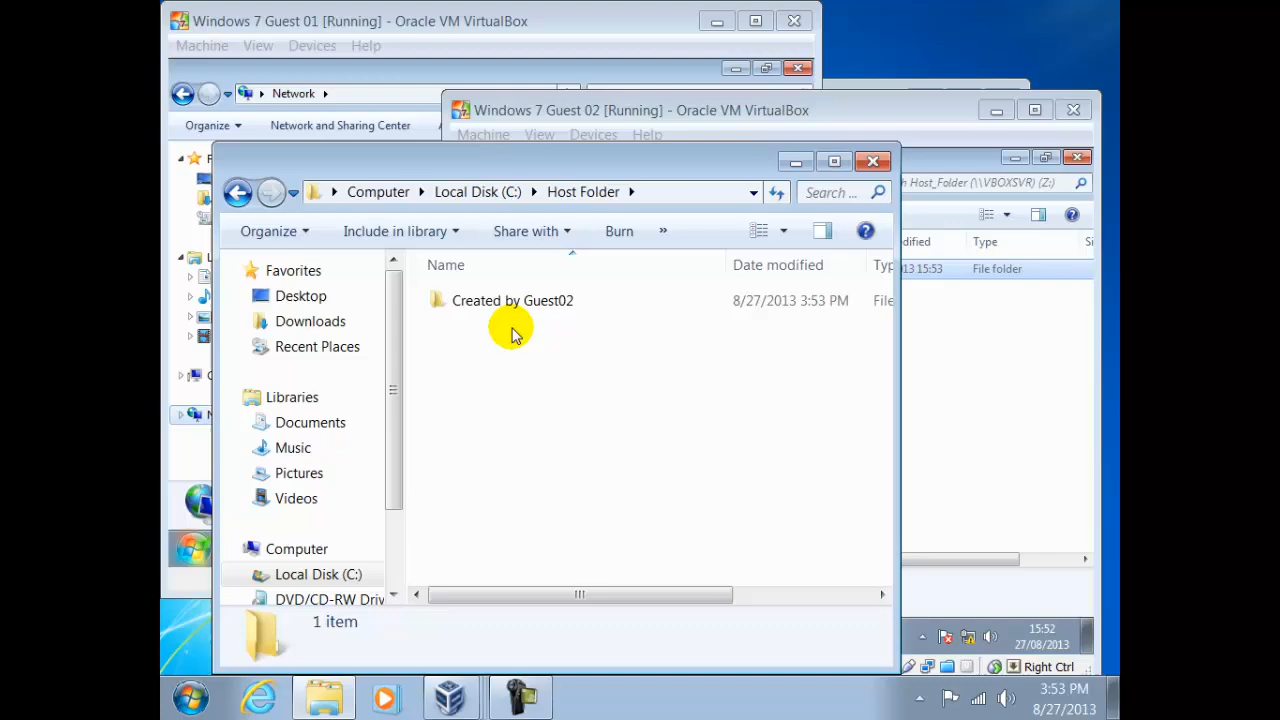 Windows 7 Guest 01 [Running] - Oracle VM VirtualBox
Machine View Devices Help
Network
Organize Network and Sharing Center
Windows 7 Guest 02 [Running] - Oracle VM VirtualBox
Machine View Devices Help
Host_Folder (\\VBOXSVR) (Z:)
Type
15:53 File folder
Computer Local Disk (C:) Host Folder Search ...
Organize Include in library Share with Burn »
Name Date modified
Created by Guest02 8/27/2013 3:53 PM
Favorites
Desktop
Downloads
Recent Places
Libraries
Documents
Music
Pictures
Videos
Computer
Local Disk (C:)
DVD/CD-RW Driv
1 item
15:52
27/08/2013
Right Ctrl
3:53 PM
8/27/2013